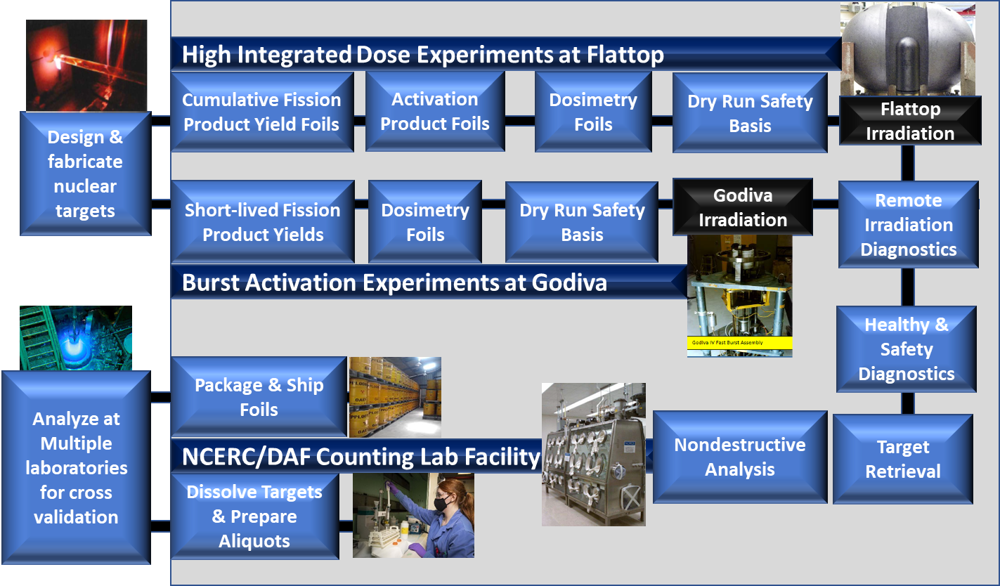 High Integrated Dose Experiments at Flattop
Cumulative Fission
Product Yield Foils
Activation
Product Foils
Dosimetry
Foils
Dry Run Safety
Basis
Flattop
Irradiation
Design &
fabricate
nuclear
targets
Short-lived Fission
Product Yields
Dosimetry
Foils
Dry Run Safety
Basis
Godiva
Irradiation
Remote
Irradiation
Diagnostics
Burst Activation Experiments at Godiva
Godiva IV Fast Burst Assembly
Healthy &
Safety
Diagnostics
Package & Ship
Foils
Analyze at
Multiple
laboratories
for cross
validation
NCERC/DAF Counting Lab Facility
Nondestructive
Analysis
Target
Retrieval
Dissolve Targets
& Prepare
Aliquots